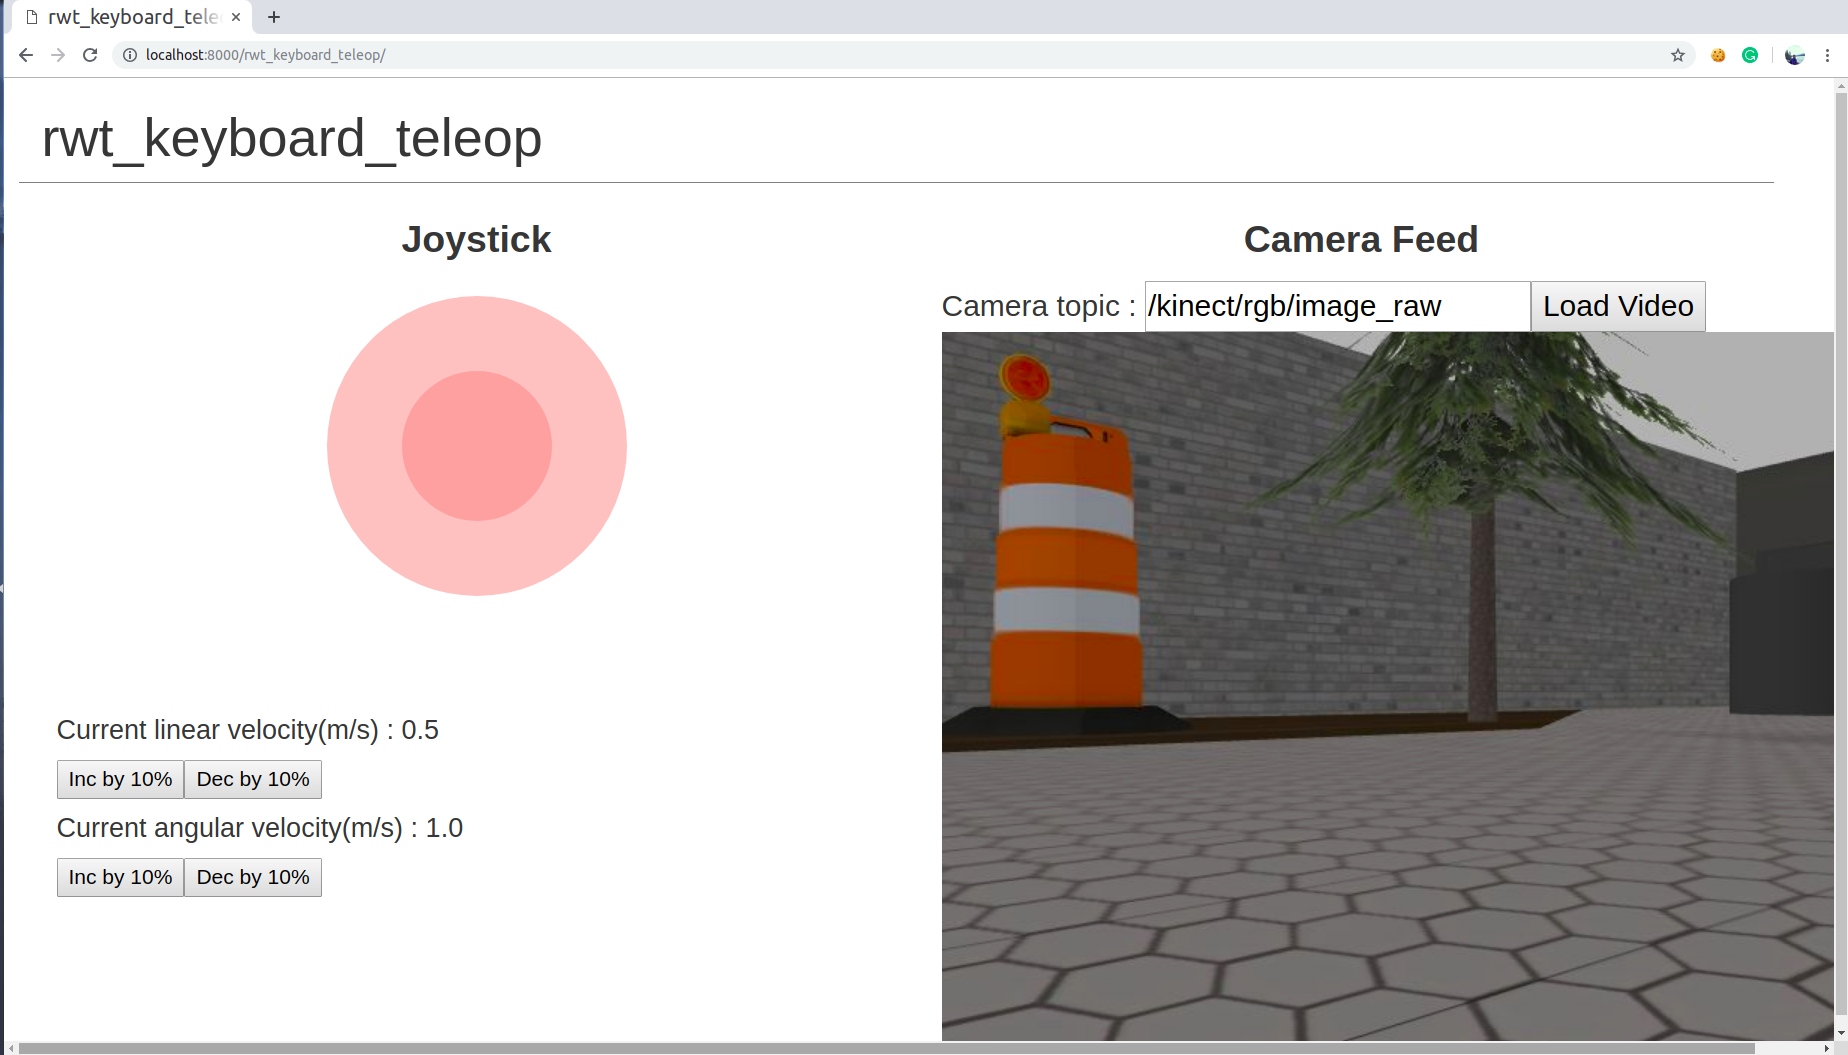 rwt_keyboard_tele
localhost:8000/rwt_keyboard_teleop/
rwt_keyboard_teleop
Joystick
Camera Feed
Camera topic : /kinect/rgb/image_raw Load Video
Current linear velocity(m/s) : 0.5
Inc by 10% Dec by 10%
Current angular velocity(m/s) : 1.0
Inc by 10% Dec by 10%